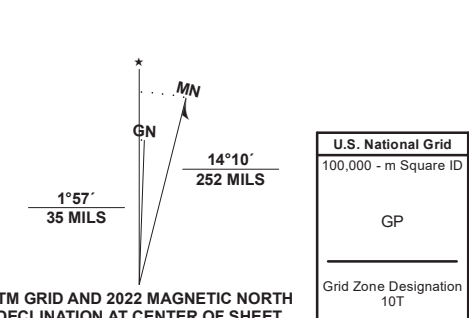 ★
MN
GN
14°10´
252 MILS
1°57´
35 MILS
TM GRID AND 2022 MAGNETIC NORTH
DECLINATION AT CENTER OF SHEET
U.S. National Grid
100,000 - m Square ID
GP
Grid Zone Designation
10T